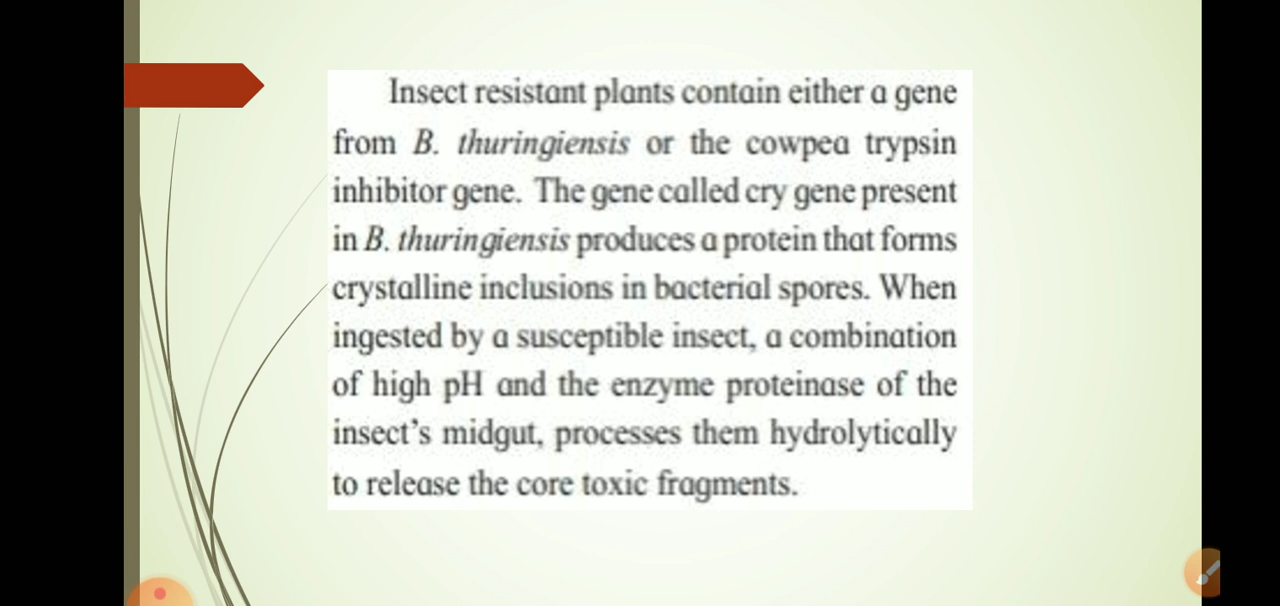 Insect resistant plants contain either a gene
from B. thuringiensis or the cowpea trypsin
inhibitor gene. The gene called cry gene present
in B. thuringiensis produces a protein that forms
crystalline inclusions in bacterial spores. When
ingested by a susceptible insect, a combination
of high pH and the enzyme proteinase of the
insect's midgut, processes them hydrolytically
to release the core toxic fragments.